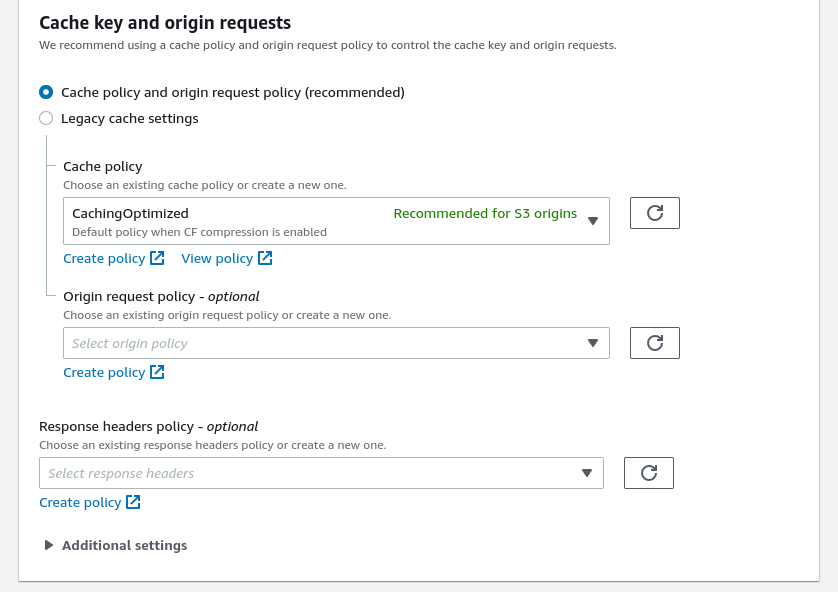 Cache key and origin requests
We recommend using a cache policy and origin request policy to control the cache key and origin requests.
Cache policy and origin request policy (recommended)
Legacy cache settings
Cache policy
Choose an existing cache policy or create a new one.
CachingOptimized Recommended for S3 origins
Default policy when CF compression is enabled
Create policy View policy
Origin request policy - optional
Choose an existing origin request policy or create a new one.
Select origin policy
Create policy
Response headers policy - optional
Choose an existing response headers policy or create a new one.
Select response headers
Create policy
Additional settings